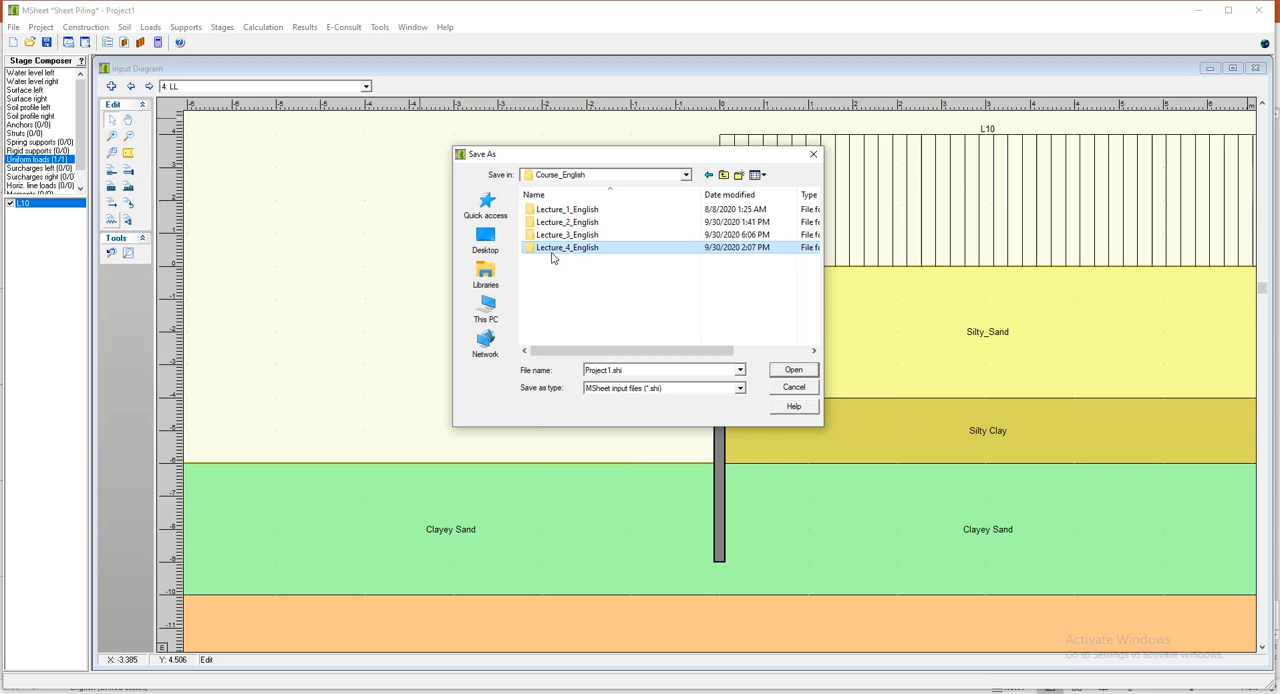 MSheet "Sheet Piling" - Project1
File Project Construction Soil Loads Supports Stages Calculation Results E-Consult Tools Window Help
Stage Composer ?
Water level left
Water level right
Surface left
Surface right
Soil profile left
Soil profile right
Anchors (0/0)
Struts (0/0)
Spring supports (0/0)
Rigid supports (0/0)
Uniform loads (1/1)
Surcharges left (0/0)
Surcharges right (0/0)
Horiz. line loads (0/0)
L10
Input Diagram
4: LL
Edit
Tools
L10
Silty_Sand
Silty Clay
Clayey Sand
Clayey Sand
Save As
Save in: Course_English
Name Date modified Type
Lecture_1_English 8/8/2020 1:25 AM File fo
Lecture_2_English 9/30/2020 1:41 PM File fo
Lecture_3_English 9/30/2020 6:06 PM File fo
Lecture_4_English 9/30/2020 2:07 PM File fo
Quick access
Desktop
Libraries
This PC
Network
File name: Project1.shi Open
Save as type: MSheet input files (*.shi) Cancel
Help
Activate Windows
Go to Settings to activate Windows.
X: -3.385 Y: 4.506 Edit